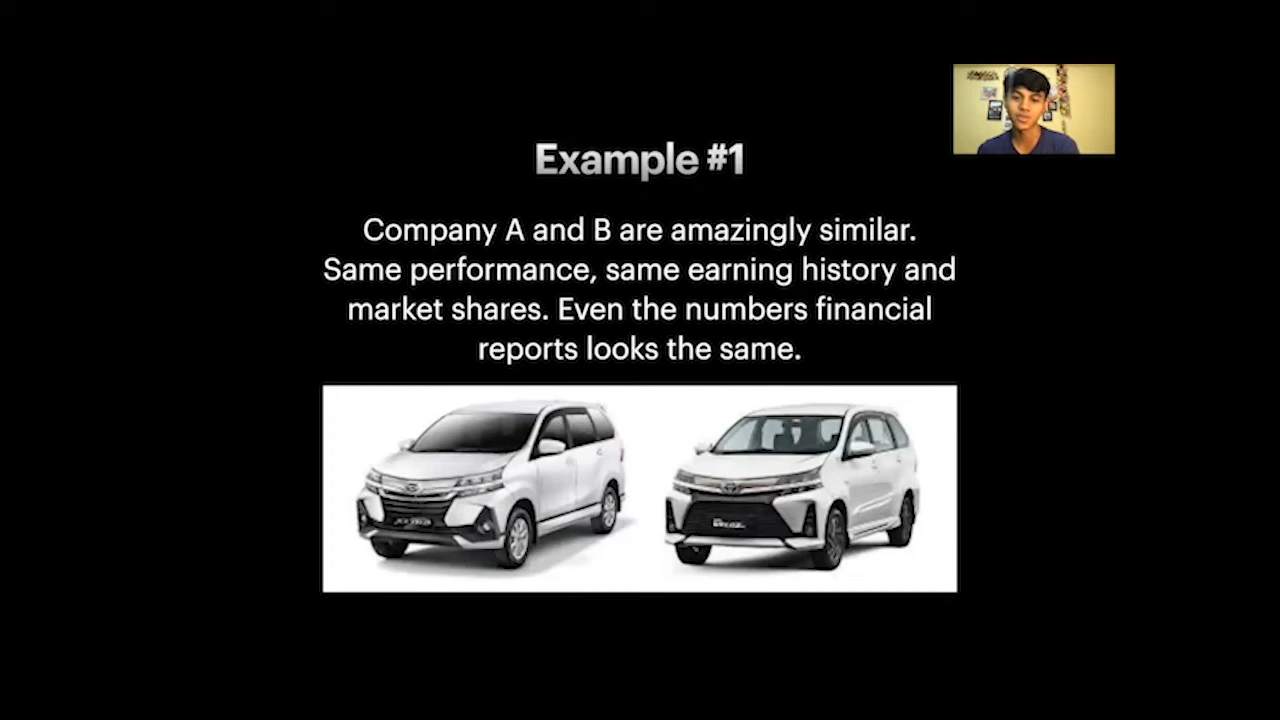 Example #1
Company A and B are amazingly similar.
Same performance, same earning history and
market shares. Even the numbers financial
reports looks the same.